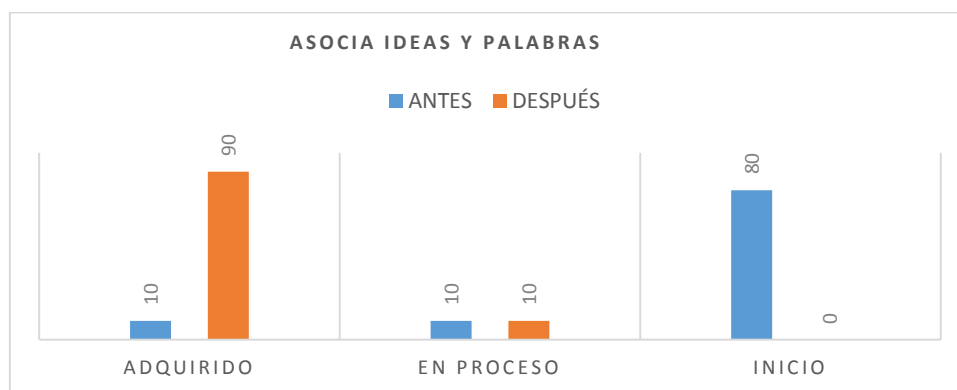 ASOCIA IDEAS Y PALABRAS
ANTES DESPUÉS
10 90 10 10 80 0
ADQUIRIDO EN PROCESO INICIO